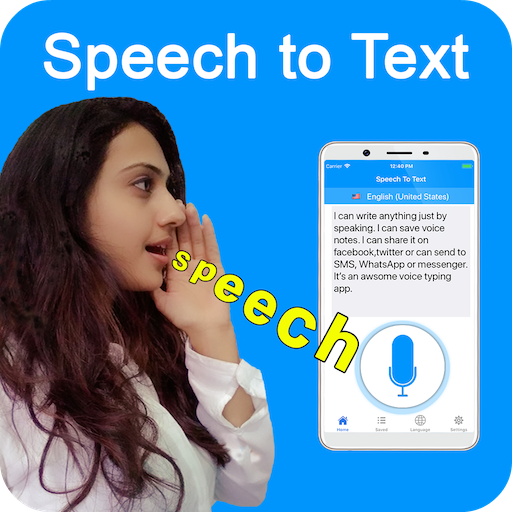 Speech to Text
speech
Carrier
12:40 PM
Speech To Text
English (United States)
I can write anything just by
speaking. I can save voice
notes. I can share it on
facebook,twitter or can send to
SMS, WhatsApp or messenger.
It's an awsome voice typing
app.
Home
Saved
Language
Settings